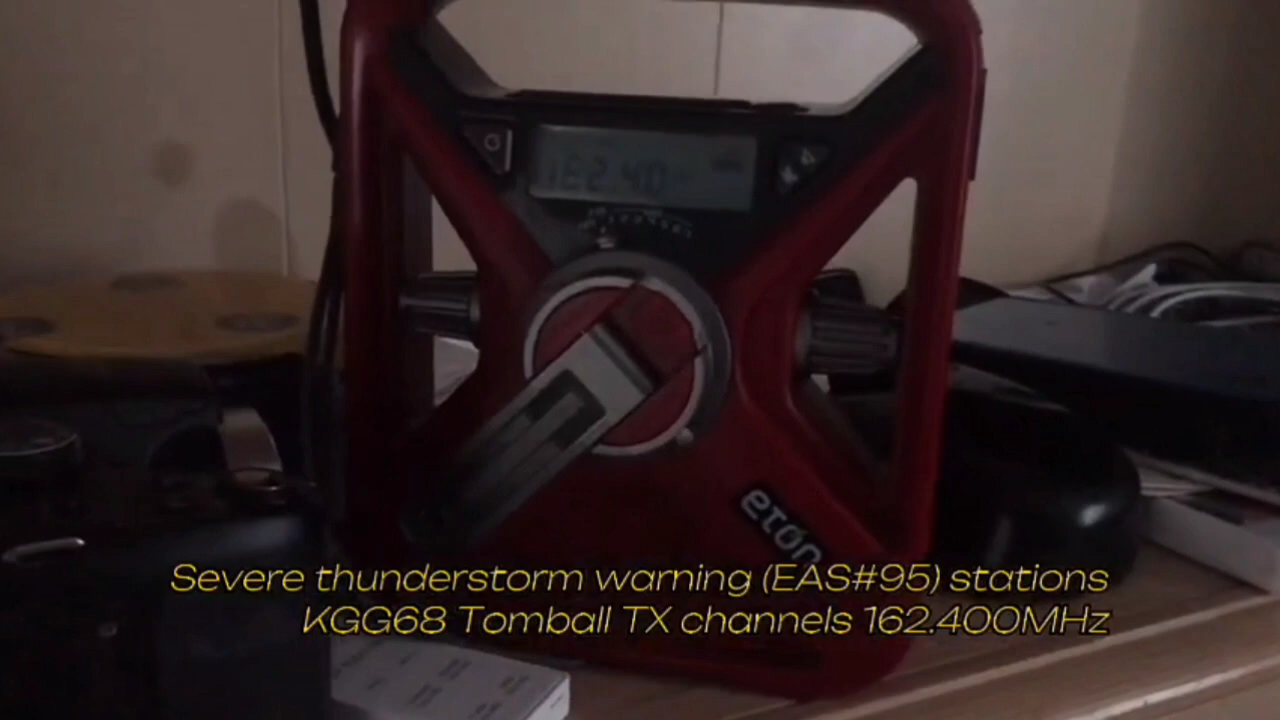 162.40
etón
Severe thunderstorm warning (EAS#95) stations
KGG68 Tomball TX channels 162.400MHz